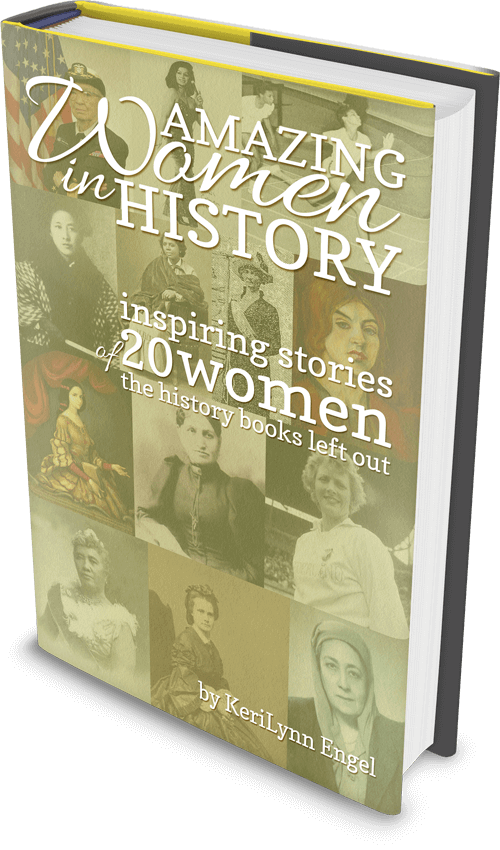 AMAZING
Women
in HISTORY
inspiring stories
of 20 women
the history books left out
by KeriLynn Engel